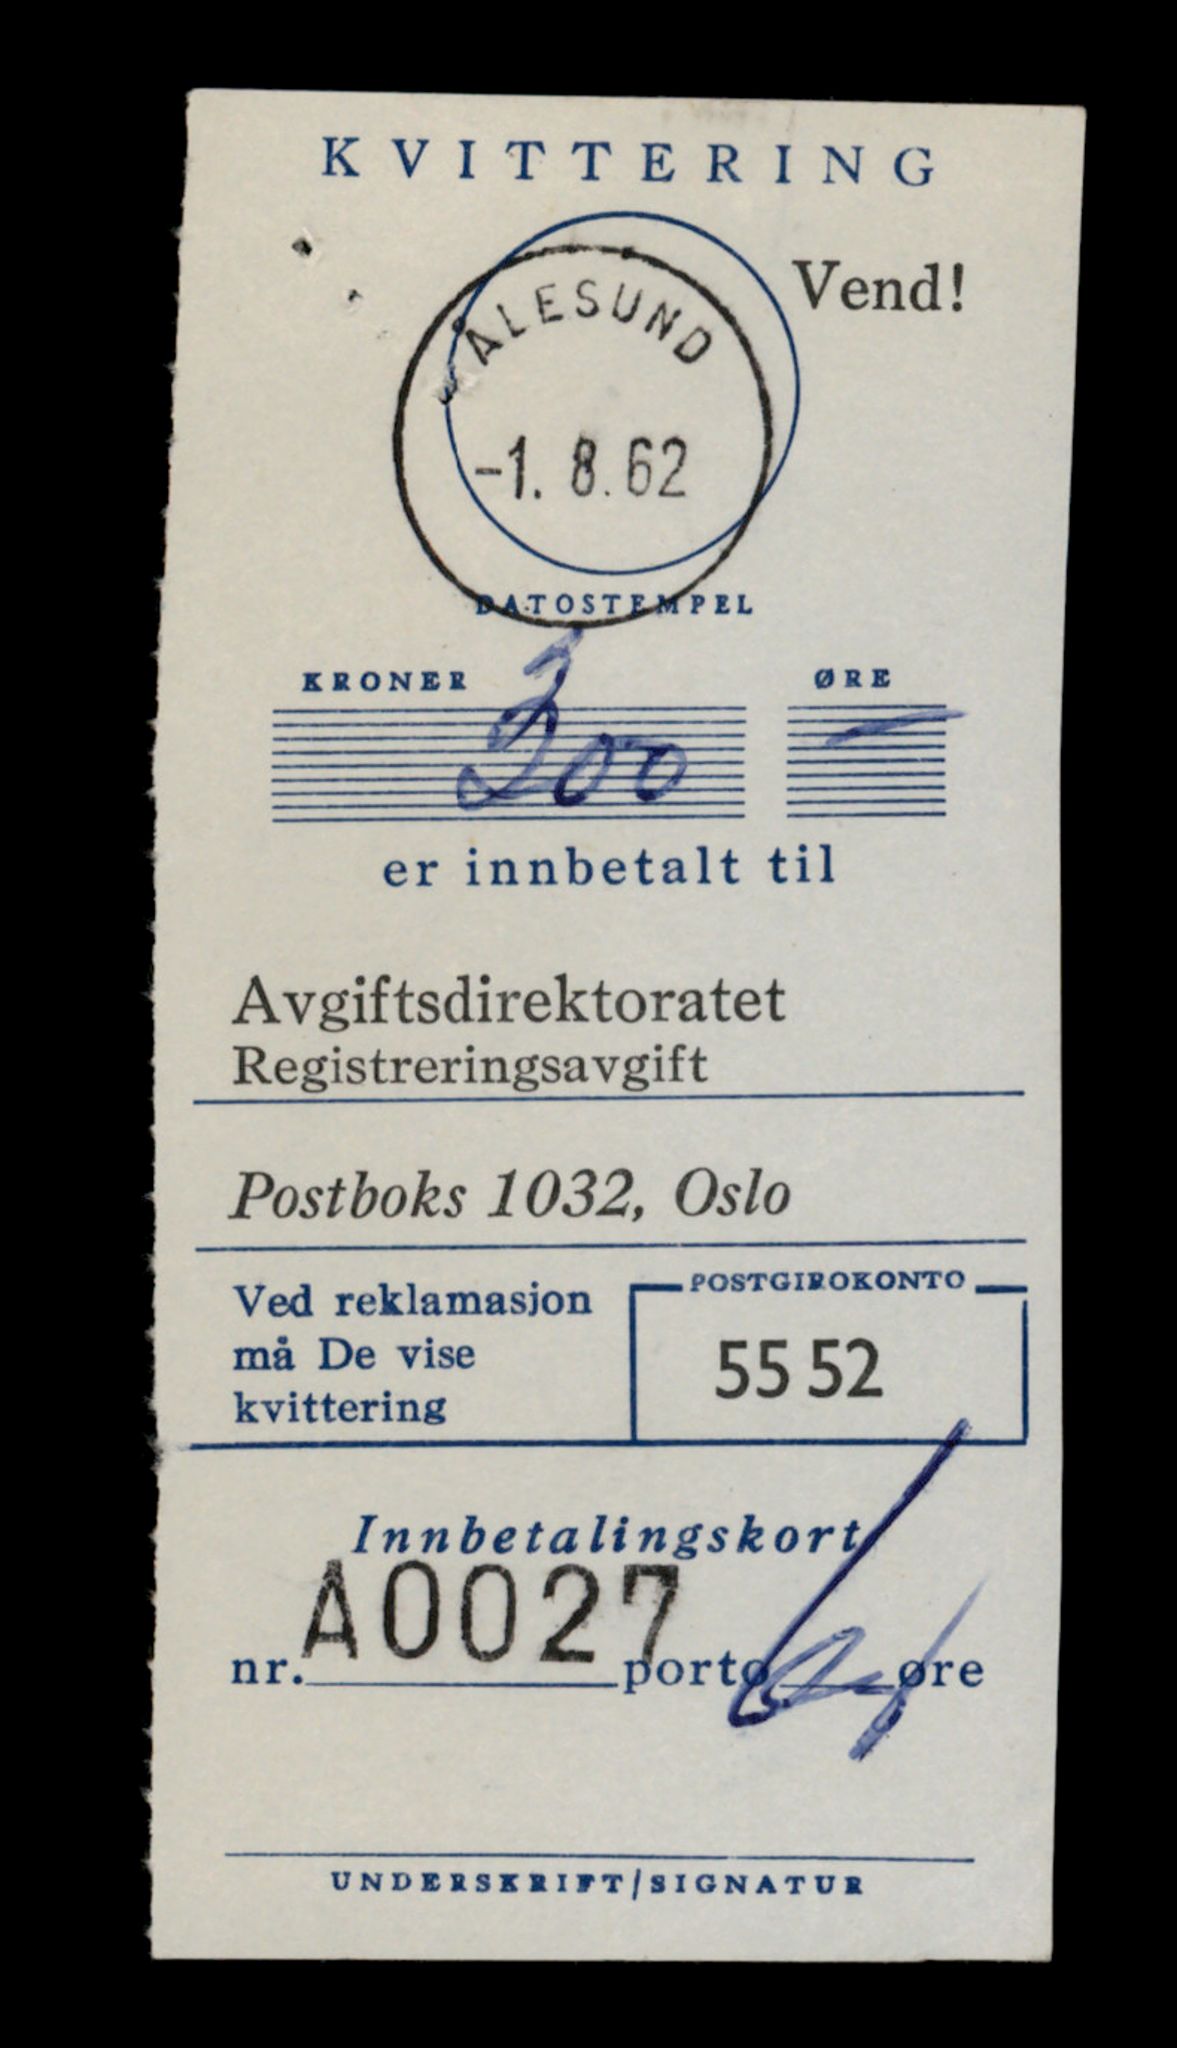 KVITTERING
Vend!
ÅLESUND
-1. 8. 62
DATOSTEMPEL
KRONER ØRE
300 —
er innbetalt til
Avgiftsdirektoratet
Registreringsavgift
Postboks 1032, Oslo
Ved reklamasjon
må De vise
kvittering
POSTGIROKONTO
55 52
Innbetalingskort
A0027
nr. porto øre
UNDERSKRIFT/SIGNATUR